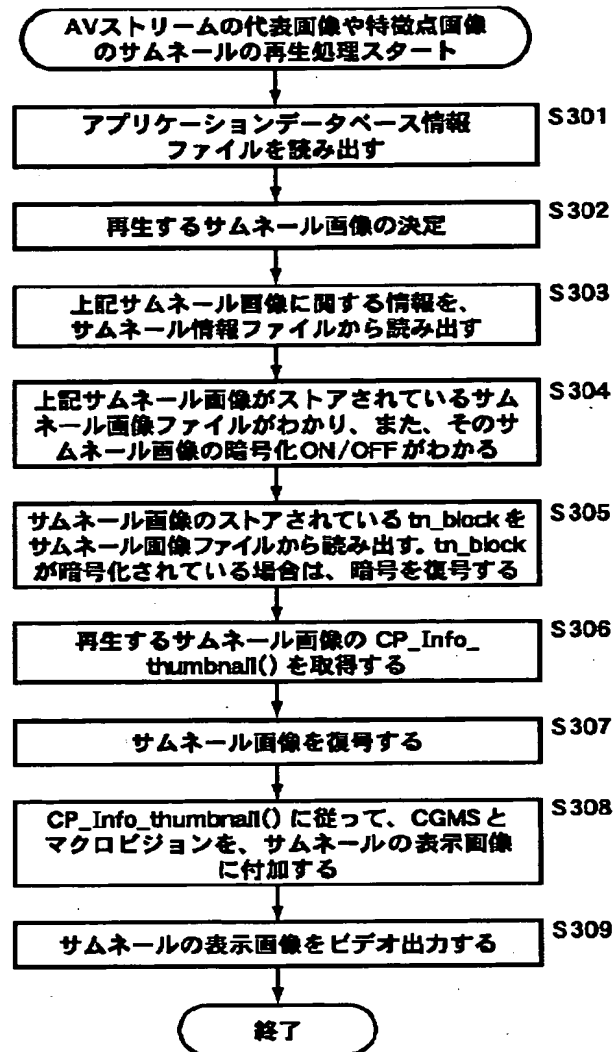 AVストリームの代表画像や特徴点画像
のサムネールの再生処理スタート
S301
アプリケーションデータベース情報
ファイルを読み出す
S302
再生するサムネール画像の決定
S303
上記サムネール画像に関する情報を、
サムネール情報ファイルから読み出す
S304
上記サムネール画像がストアされているサム
ネール画像ファイルがわかり、また、そのサ
ムネール画像の暗号化ON/OFFがわかる
S305
サムネール画像のストアされている tn_block を
サムネール画像ファイルから読み出す。tn_block
が暗号化されている場合は、暗号を復号する
S306
再生するサムネール画像の CP_Info_
thumbnail() を取得する
S307
サムネール画像を復号する
S308
CP_Info_thumbnail() に従って、CGMSと
マクロビジョンを、サムネールの表示画像
に付加する
S309
サムネールの表示画像をビデオ出力する
終了